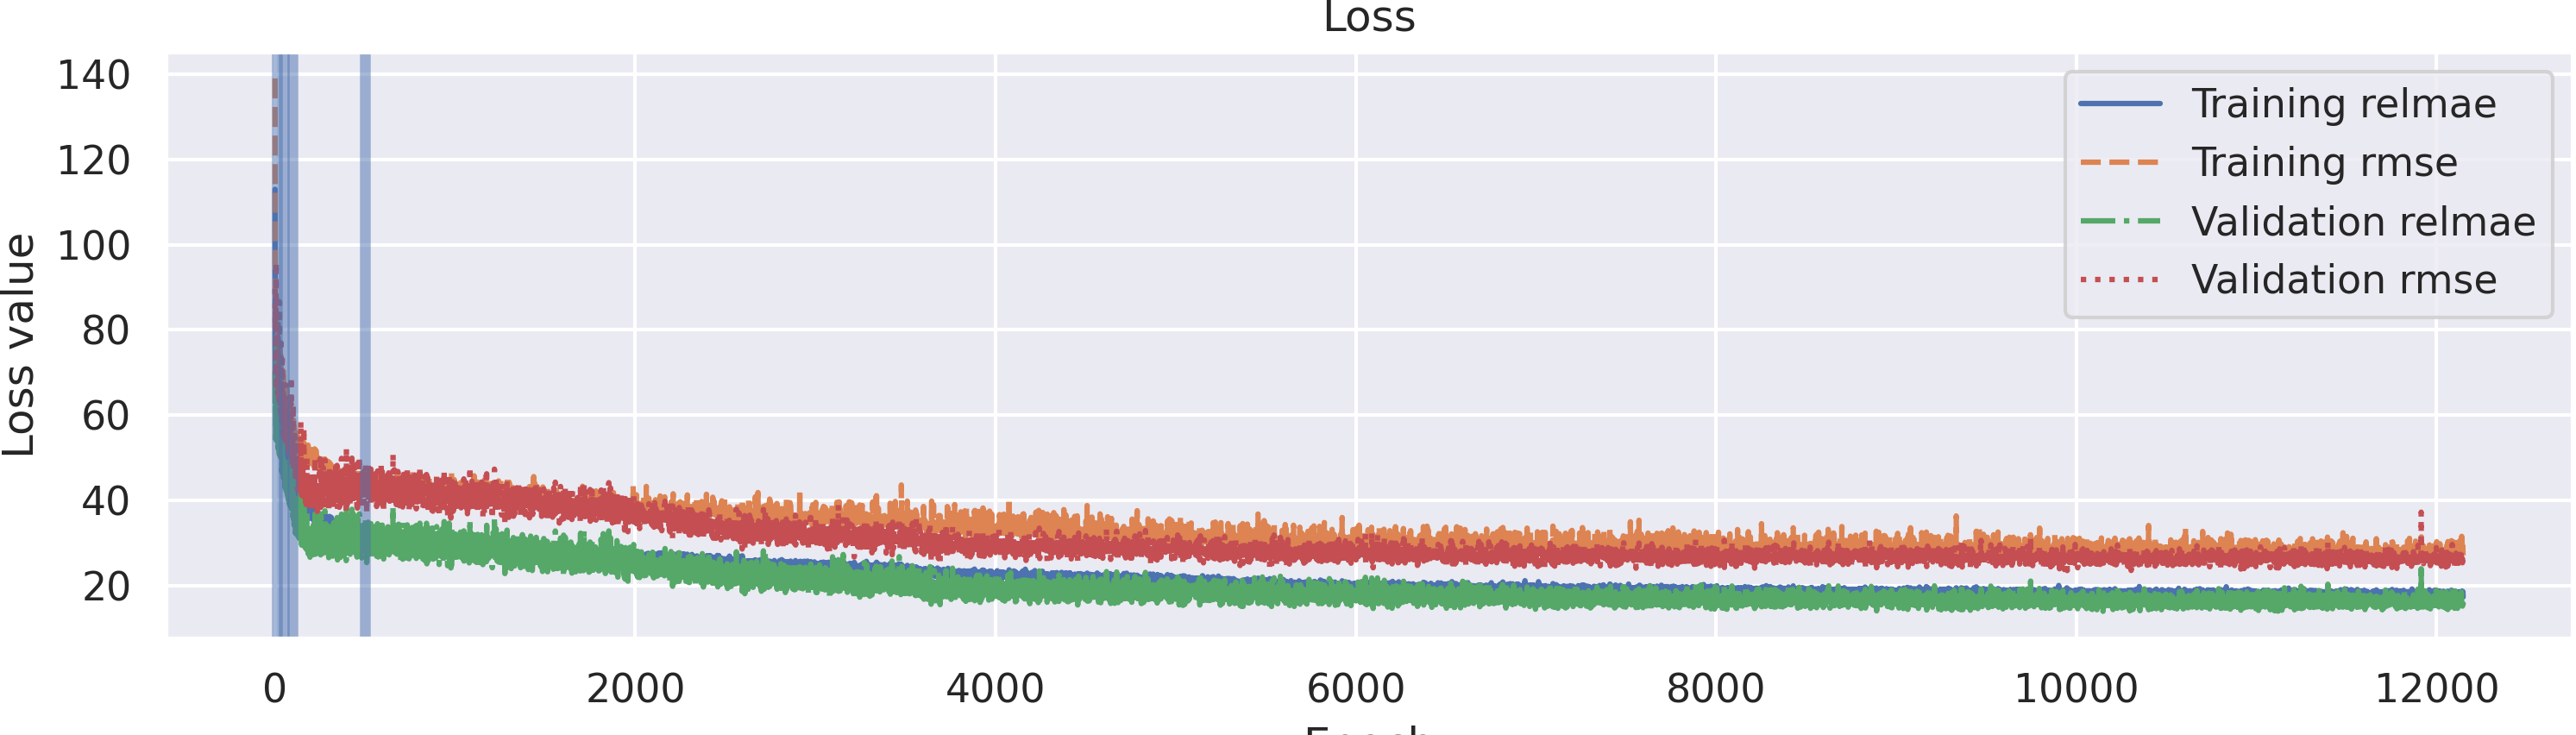 Loss
Loss value
140
120
100
80
60
40
20
0
2000
4000
6000
8000
10000
12000
Training relmae
Training rmse
Validation relmae
Validation rmse